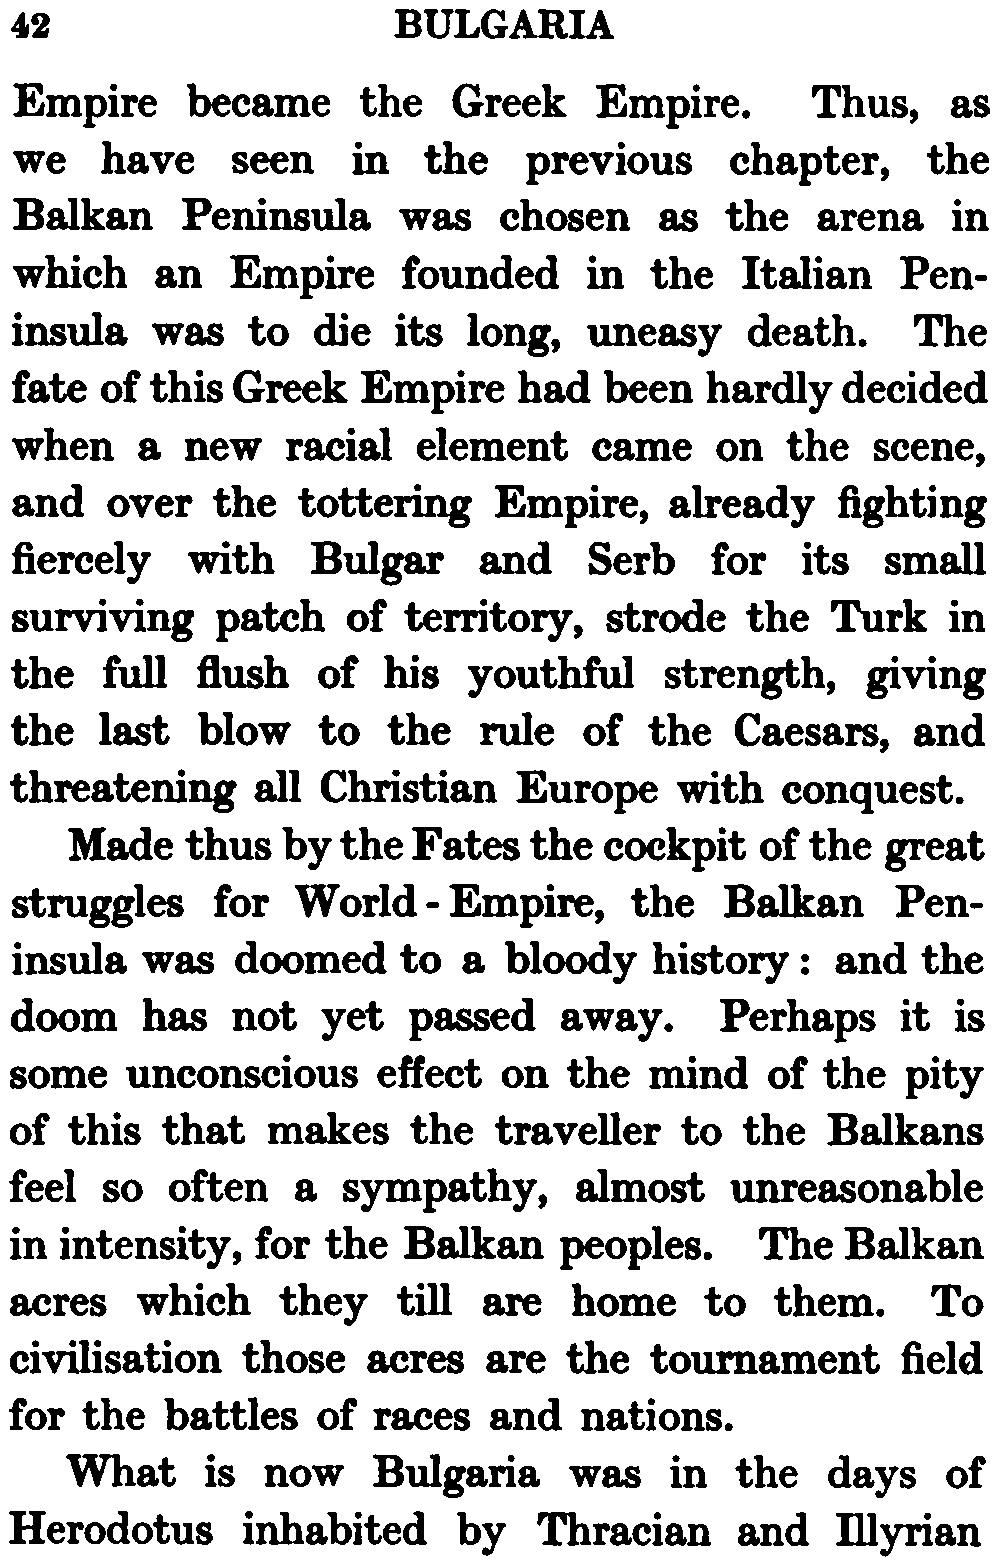 42 BULGARIA
Empire became the Greek Empire. Thus, as
we have seen in the previous chapter, the
Balkan Peninsula was chosen as the arena in
which an Empire founded in the Italian Pen-
insula was to die its long, uneasy death. The
fate of this Greek Empire had been hardly decided
when a new racial element came on the scene,
and over the tottering Empire, already fighting
fiercely with Bulgar and Serb for its small
surviving patch of territory, strode the Turk in
the full flush of his youthful strength, giving
the last blow to the rule of the Caesars, and
threatening all Christian Europe with conquest.
Made thus by the Fates the cockpit of the great
struggles for World-Empire, the Balkan Pen-
insula was doomed to a bloody history: and the
doom has not yet passed away. Perhaps it is
some unconscious effect on the mind of the pity
of this that makes the traveller to the Balkans
feel so often a sympathy, almost unreasonable
in intensity, for the Balkan peoples. The Balkan
acres which they till are home to them. To
civilisation those acres are the tournament field
for the battles of races and nations.
What is now Bulgaria was in the days of
Herodotus inhabited by Thracian and Illyrian